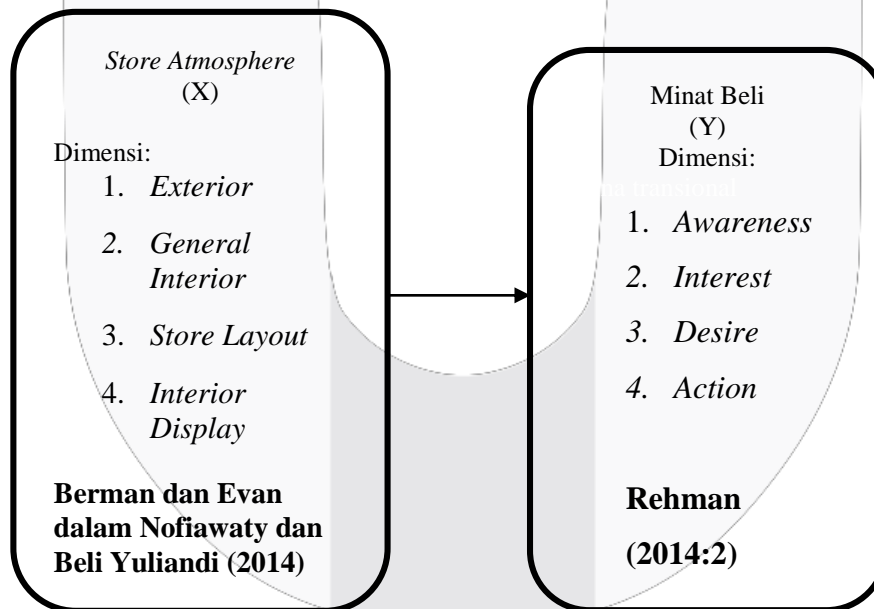 Store Atmosphere
(X)
Dimensi:
1. Exterior
2. General
Interior
3. Store Layout
4. Interior
Display
Berman dan Evan
dalam Nofiawaty dan
Beli Yuliandi (2014)
Minat Beli
(Y)
Dimensi:
transional
1. Awareness
2. Interest
3. Desire
4. Action
Rehman
(2014:2)